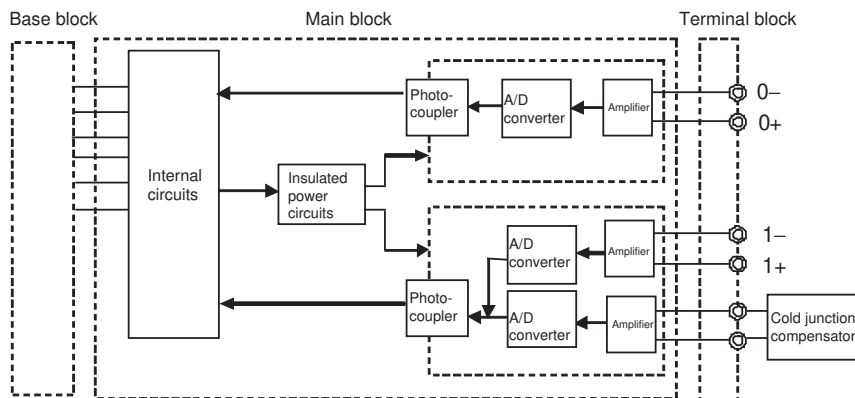 Base block
Main block
Terminal block
Internal
circuits
Insulated
power
circuits
Photo-
coupler
A/D
converter
Amplifier
0−
0+
A/D
converter
Amplifier
1−
1+
Photo-
coupler
A/D
converter
Amplifier
Cold junction
compensator